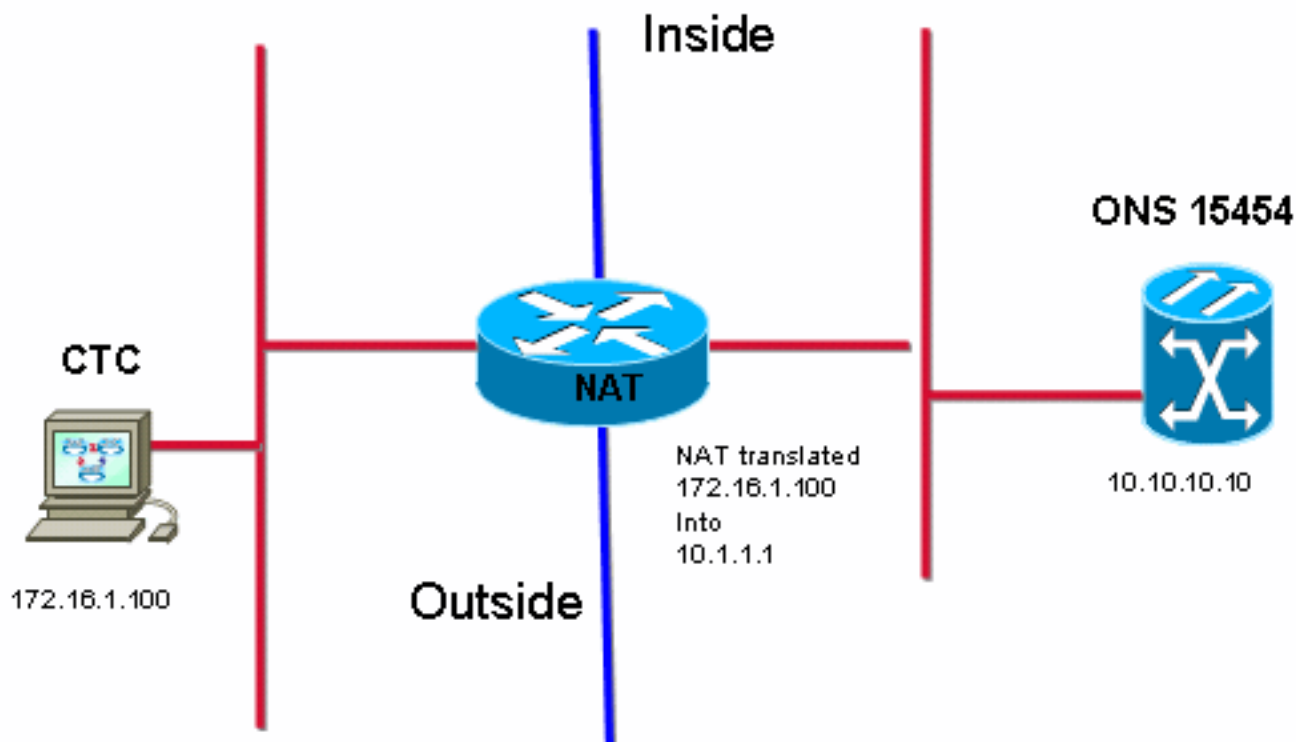 Inside
ONS 15454
CTC
NAT
NAT translated
172.16.1.100
Into
10.1.1.1
10.10.10.10
172.16.1.100
Outside